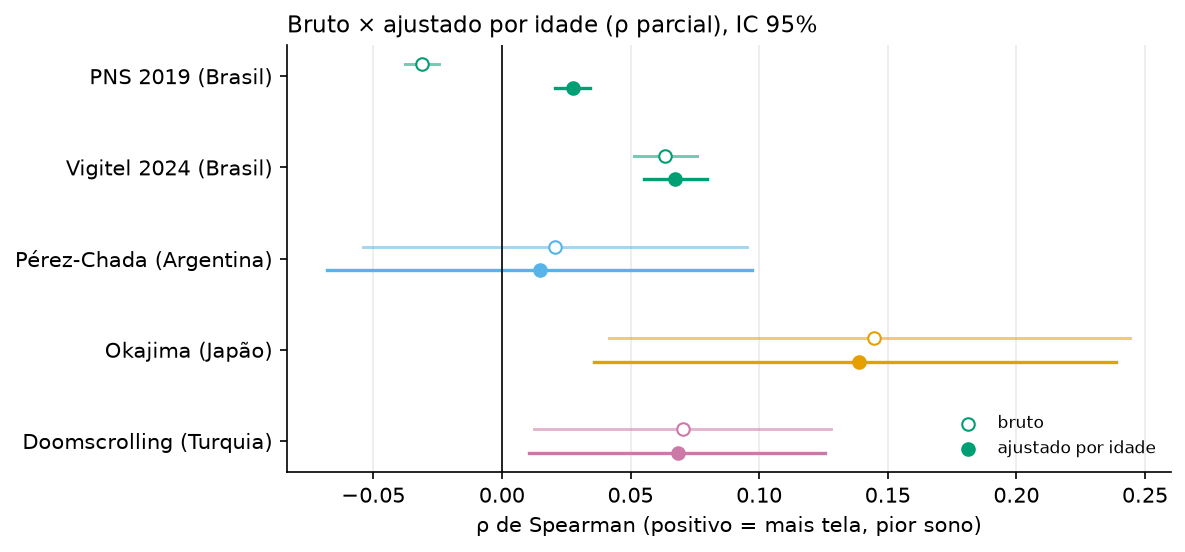 Bruto × ajustado por idade (ρ parcial), IC 95%
PNS 2019 (Brasil)
Vigitel 2024 (Brasil)
Pérez-Chada (Argentina)
Okajima (Japão)
Doomscrolling (Turquia)
bruto
ajustado por idade
−0.05 0.00 0.05 0.10 0.15 0.20 0.25
ρ de Spearman (positivo = mais tela, pior sono)